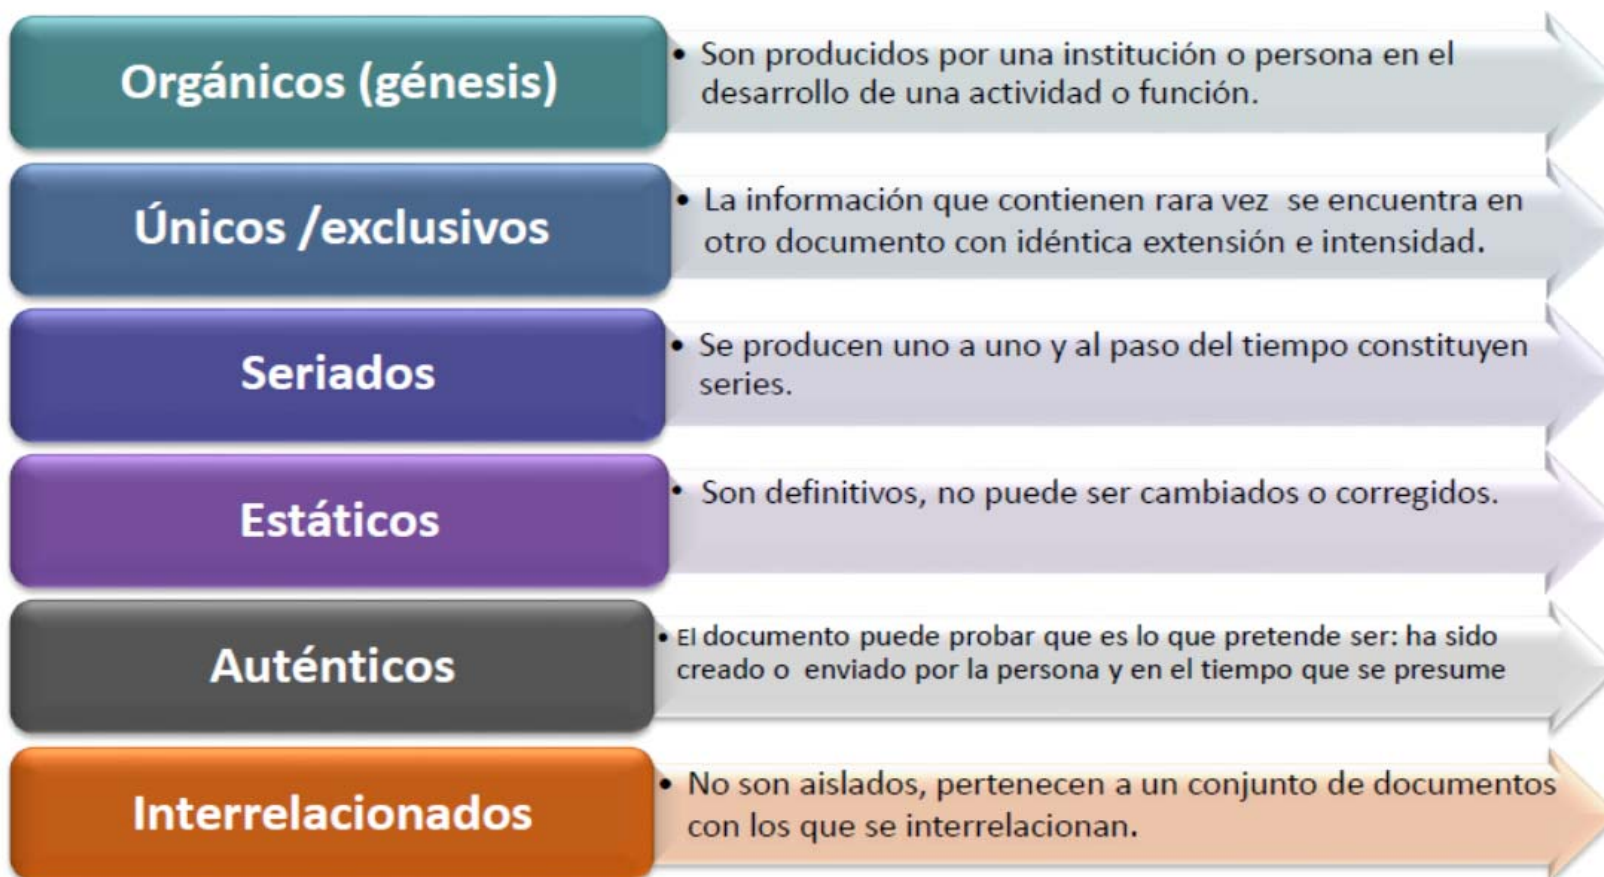 Orgánicos (génesis)
• Son producidos por una institución o persona en el
desarrollo de una actividad o función.
Únicos /exclusivos
• La información que contienen rara vez se encuentra en
otro documento con idéntica extensión e intensidad.
Seriados
• Se producen uno a uno y al paso del tiempo constituyen
series.
Estáticos
• Son definitivos, no puede ser cambiados o corregidos.
Auténticos
• El documento puede probar que es lo que pretende ser: ha sido
creado o enviado por la persona y en el tiempo que se presume
Interrelacionados
• No son aislados, pertenecen a un conjunto de documentos
con los que se interrelacionan.